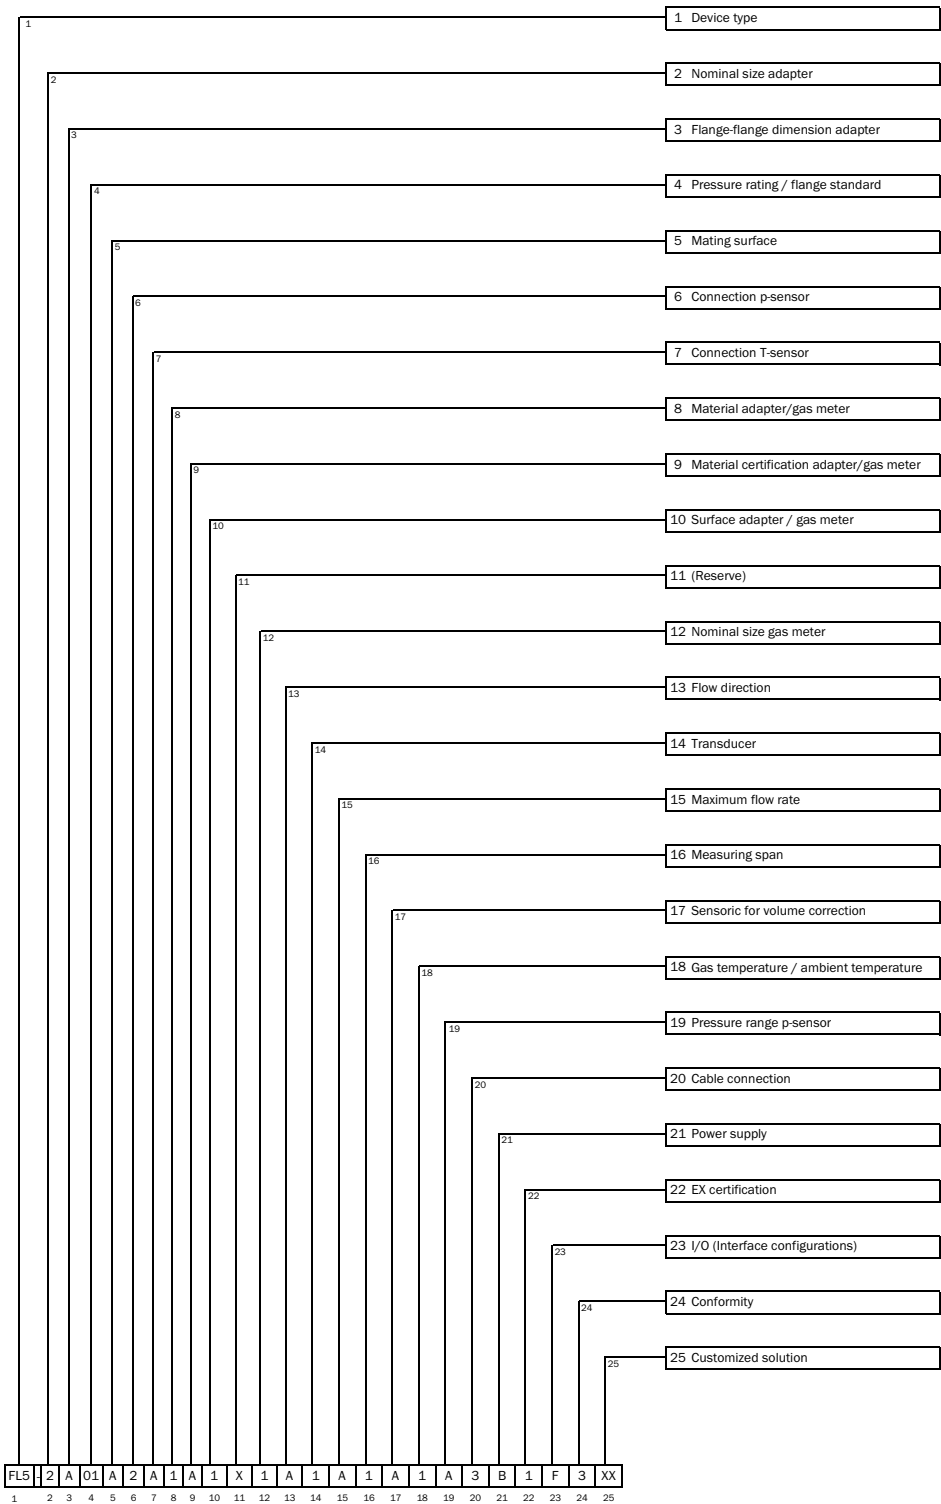 1 Device type
1
2 Nominal size adapter
2
3 Flange-flange dimension adapter
3
4 Pressure rating / flange standard
4
5 Mating surface
5
6 Connection p-sensor
6
7 Connection T-sensor
7
8 Material adapter/gas meter
8
9 Material certification adapter/gas meter
9
10 Surface adapter / gas meter
10
11 (Reserve)
11
12 Nominal size gas meter
12
13 Flow direction
13
14 Transducer
14
15 Maximum flow rate
15
16 Measuring span
16
17 Sensoric for volume correction
17
18 Gas temperature / ambient temperature
18
19 Pressure range p-sensor
19
20 Cable connection
20
21 Power supply
21
22 EX certification
22
23 I/O (Interface configurations)
23
24 Conformity
24
25 Customized solution
25
FL5 - 2 A 01 A 2 A 1 A 1 X 1 A 1 A 1 A 1 A 3 B 1 F 3 XX
1 2 3 4 5 6 7 8 9 10 11 12 13 14 15 16 17 18 19 20 21 22 23 24 25